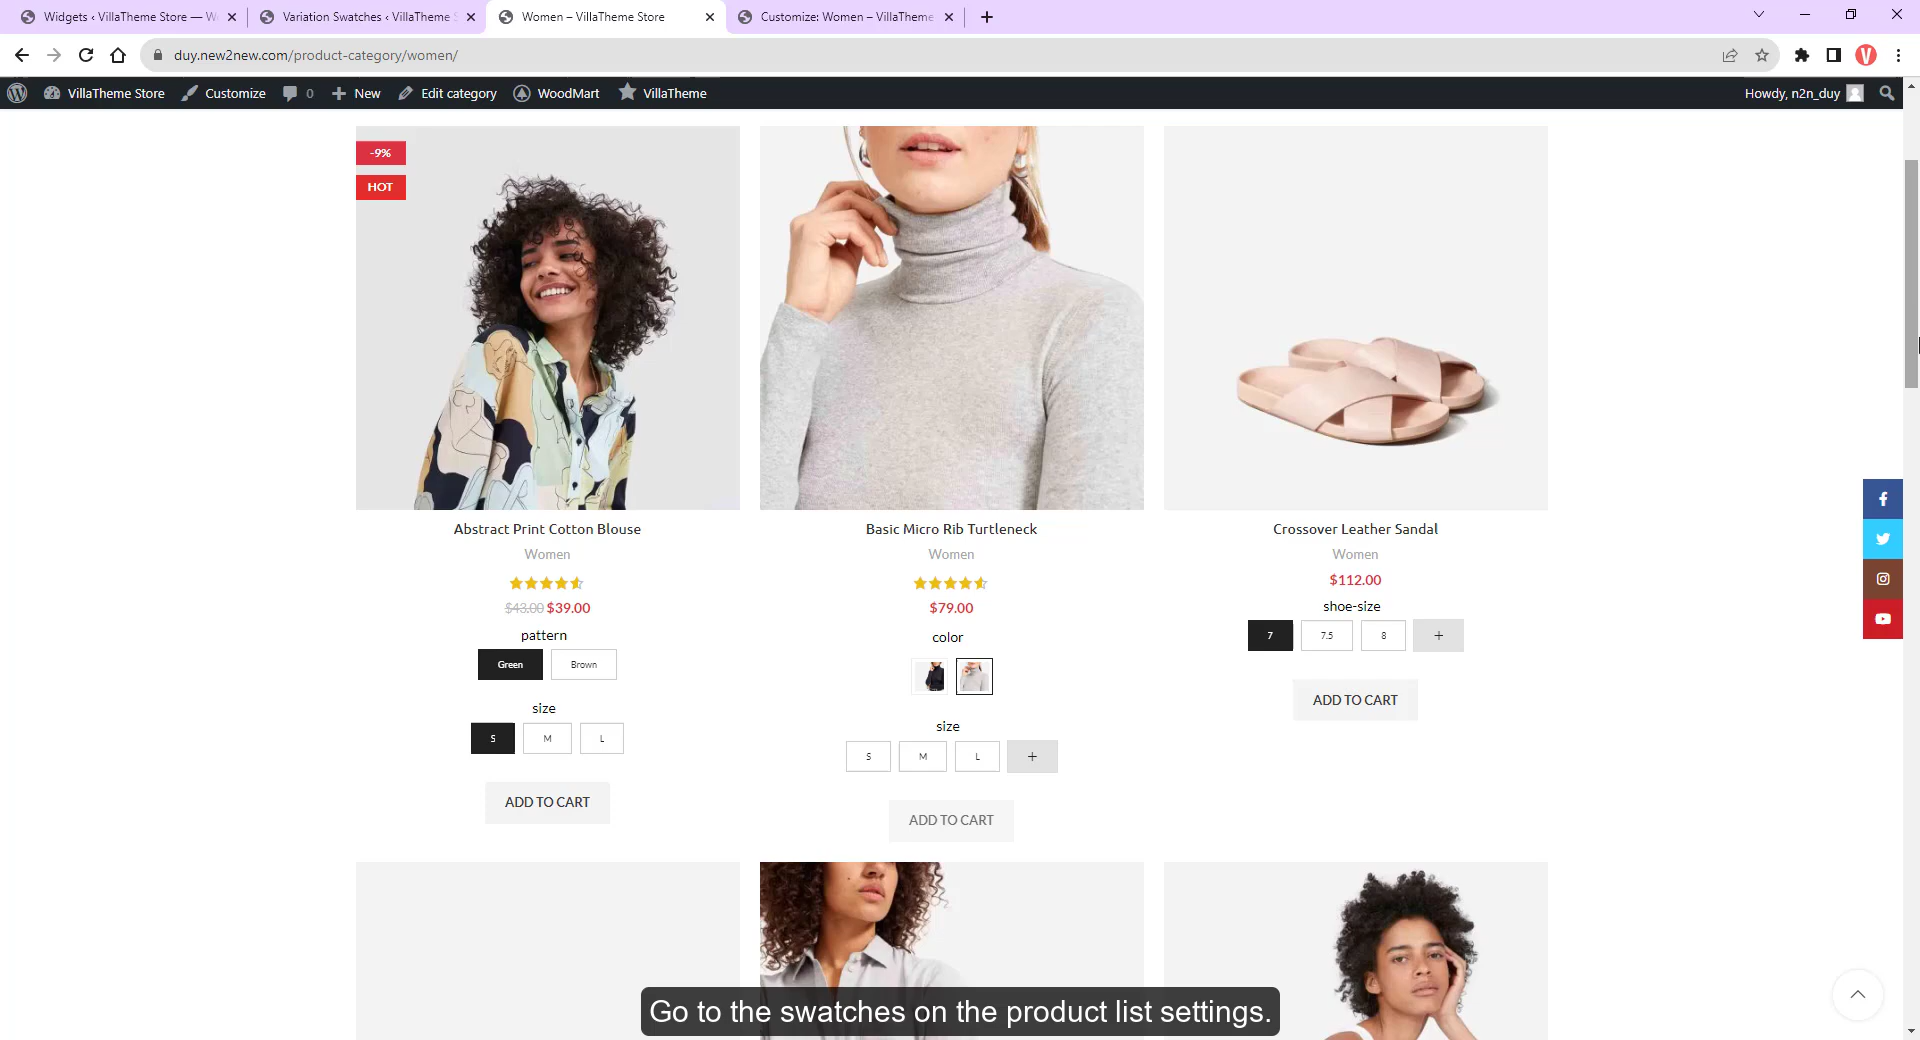 Widgets ‹ VillaTheme Store — W
Variation Swatches ‹ VillaTheme S
Women – VillaTheme Store
Customize: Women – VillaTheme
duy.new2new.com/product-category/women/
VillaTheme Store
Customize
0
New
Edit category
WoodMart
VillaTheme
Howdy, n2n_duy
-9%
HOT
Abstract Print Cotton Blouse
Women
$43.00 $39.00
pattern
Green
Brown
size
S
M
L
ADD TO CART
Basic Micro Rib Turtleneck
Women
$79.00
color
size
S
M
L
+
ADD TO CART
Crossover Leather Sandal
Women
$112.00
shoe-size
7
7.5
8
+
ADD TO CART
Go to the swatches on the product list settings.